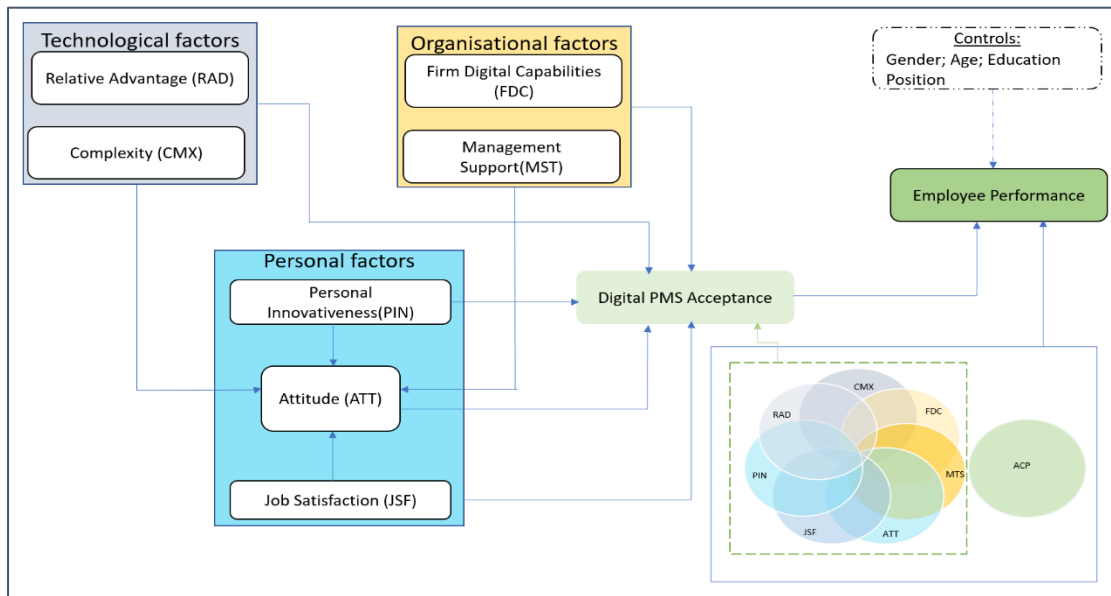 Technological factors
Relative Advantage (RAD)
Complexity (CMX)
Organisational factors
Firm Digital Capabilities
(FDC)
Management
Support(MST)
Controls:
Gender; Age; Education
Position
Employee Performance
Personal factors
Personal
Innovativeness(PIN)
Attitude (ATT)
Job Satisfaction (JSF)
Digital PMS Acceptance
CMX
RAD
FDC
PIN
MTS
ACP
JSF
ATT